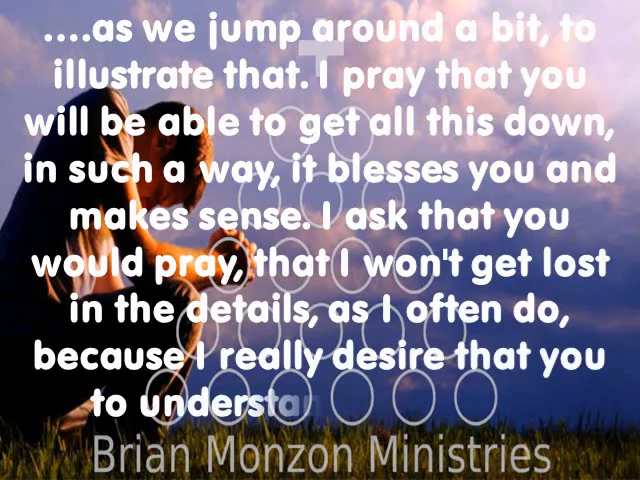 ....as we jump around a bit, to
illustrate that. I pray that you
will be able to get all this down,
in such a way, it blesses you and
makes sense. I ask that you
would pray, that I won't get lost
in the details, as I often do,
because I really desire that you
to understan
Brian Monzon Ministries